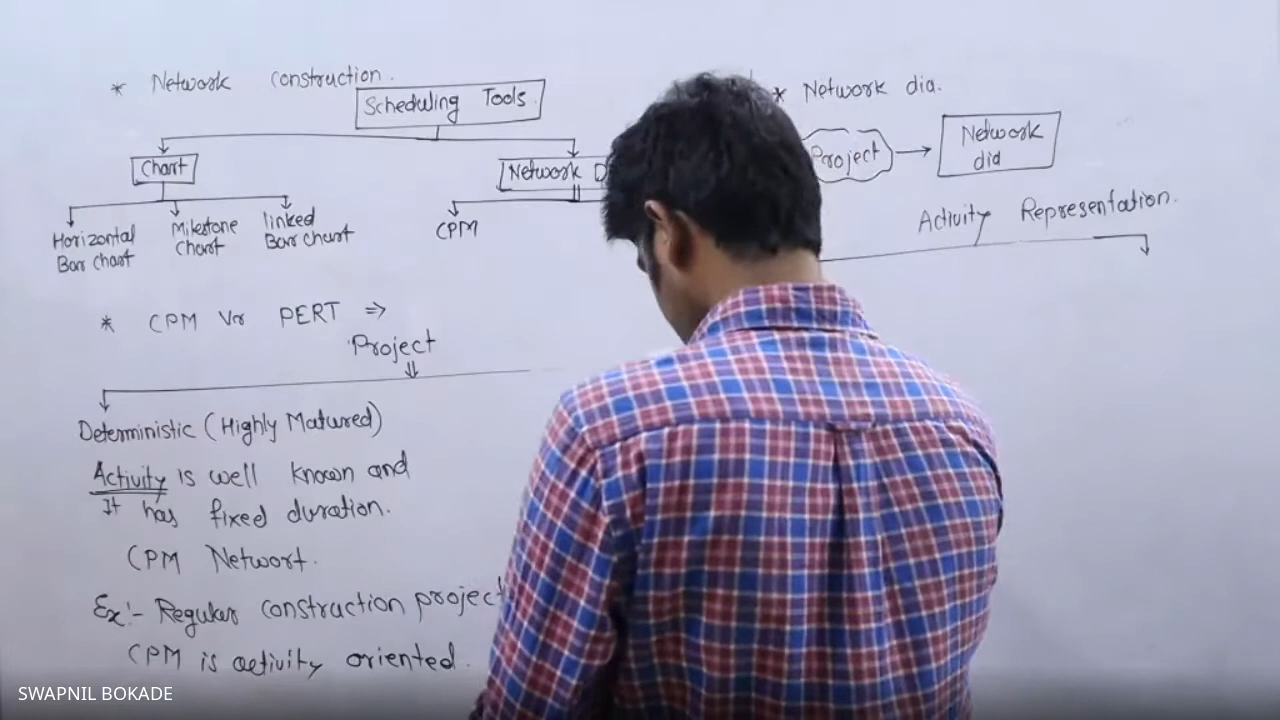 * Network construction.
Scheduling Tools
Chart
Network D
Horizontal
Bar chart
Milestone
Chart
linked
Bar chart
CPM
* CPM Vs PERT ⇒
Project
Deterministic (Highly Matured)
Activity is well known and
It has fixed duration.
CPM Network.
Ex:- Regular construction project
CPM is activity oriented.
* Network dia.
Project → Network
dia
Activity Representation.
SWAPNIL BOKADE